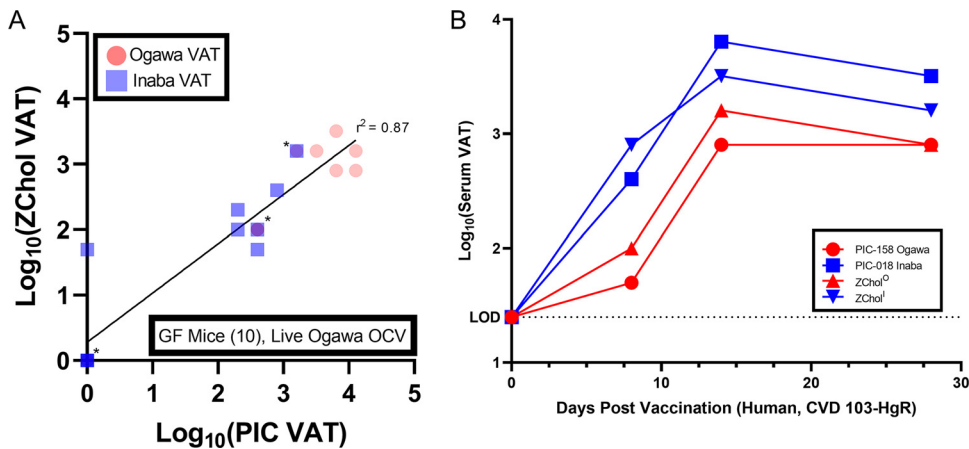 A
Log10(ZChol VAT)
5
4
3
2
1
0
Ogawa VAT
Inaba VAT
r² = 0.87
*
*
*
GF Mice (10), Live Ogawa OCV
0 1 2 3 4 5
Log10(PIC VAT)
B
Log10(Serum VAT)
4
3
2
LOD
1
PIC-158 Ogawa
PIC-018 Inaba
ZCholO
ZCholI
0 10 20 30
Days Post Vaccination (Human, CVD 103-HgR)